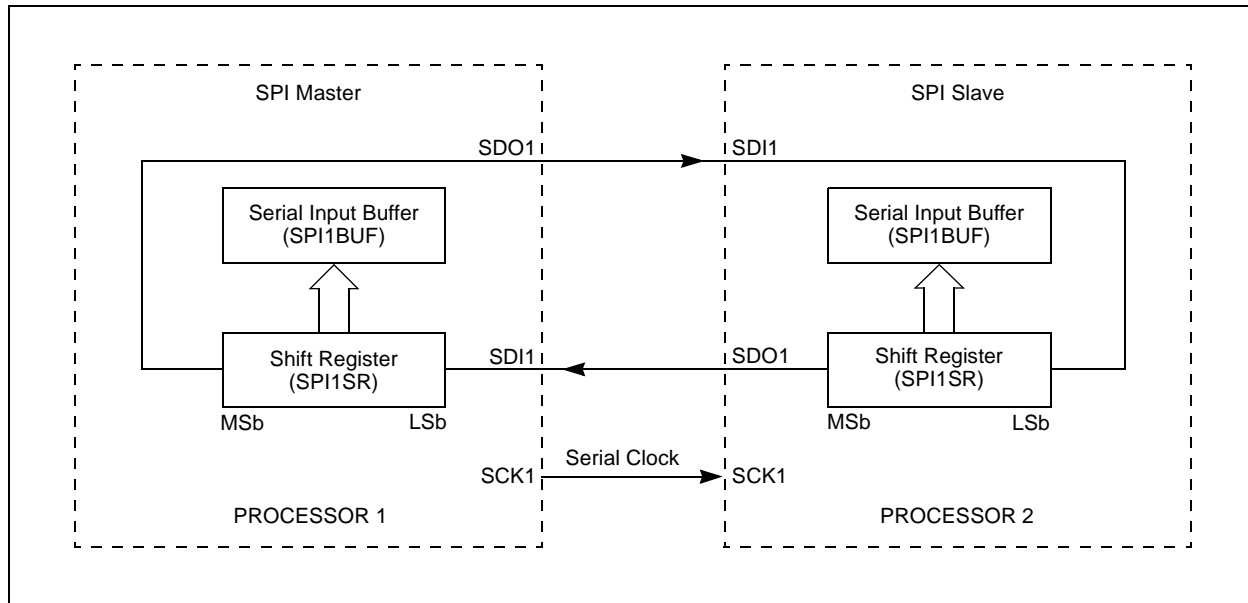 SPI Master
SPI Slave
SDO1
SDI1
Serial Input Buffer
(SPI1BUF)
Serial Input Buffer
(SPI1BUF)
Shift Register
(SPI1SR)
SDI1
SDO1
Shift Register
(SPI1SR)
MSb
LSb
MSb
LSb
Serial Clock
SCK1
SCK1
PROCESSOR 1
PROCESSOR 2